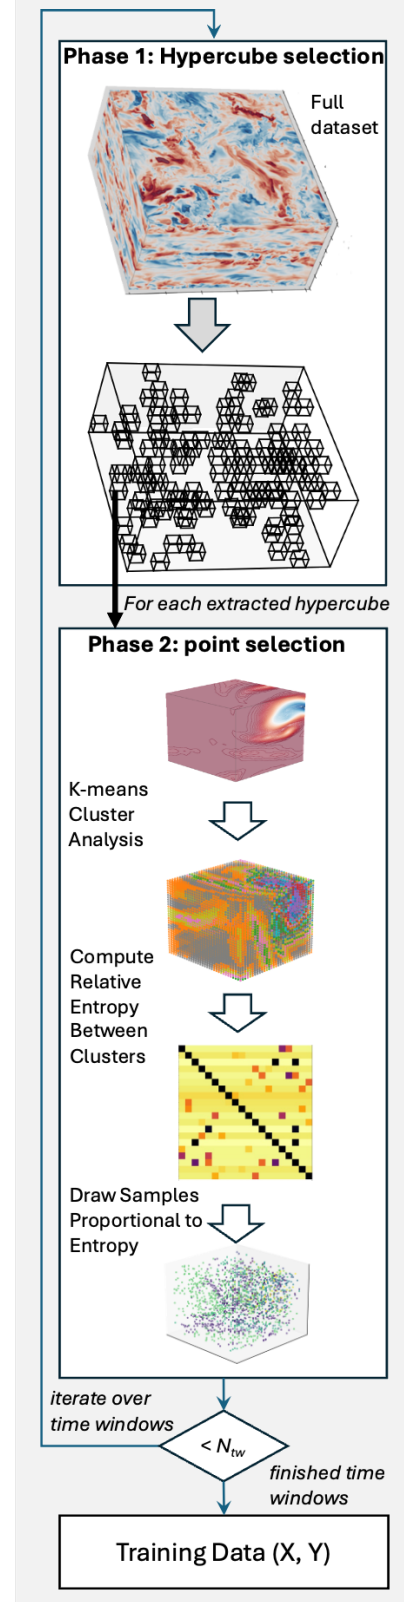 Phase 1: Hypercube selection
Full
dataset
For each extracted hypercube
Phase 2: point selection
K-means
Cluster
Analysis
Compute
Relative
Entropy
Between
Clusters
Draw Samples
Proportional to
Entropy
iterate over
time windows
< Ntw
finished time
windows
Training Data (X, Y)